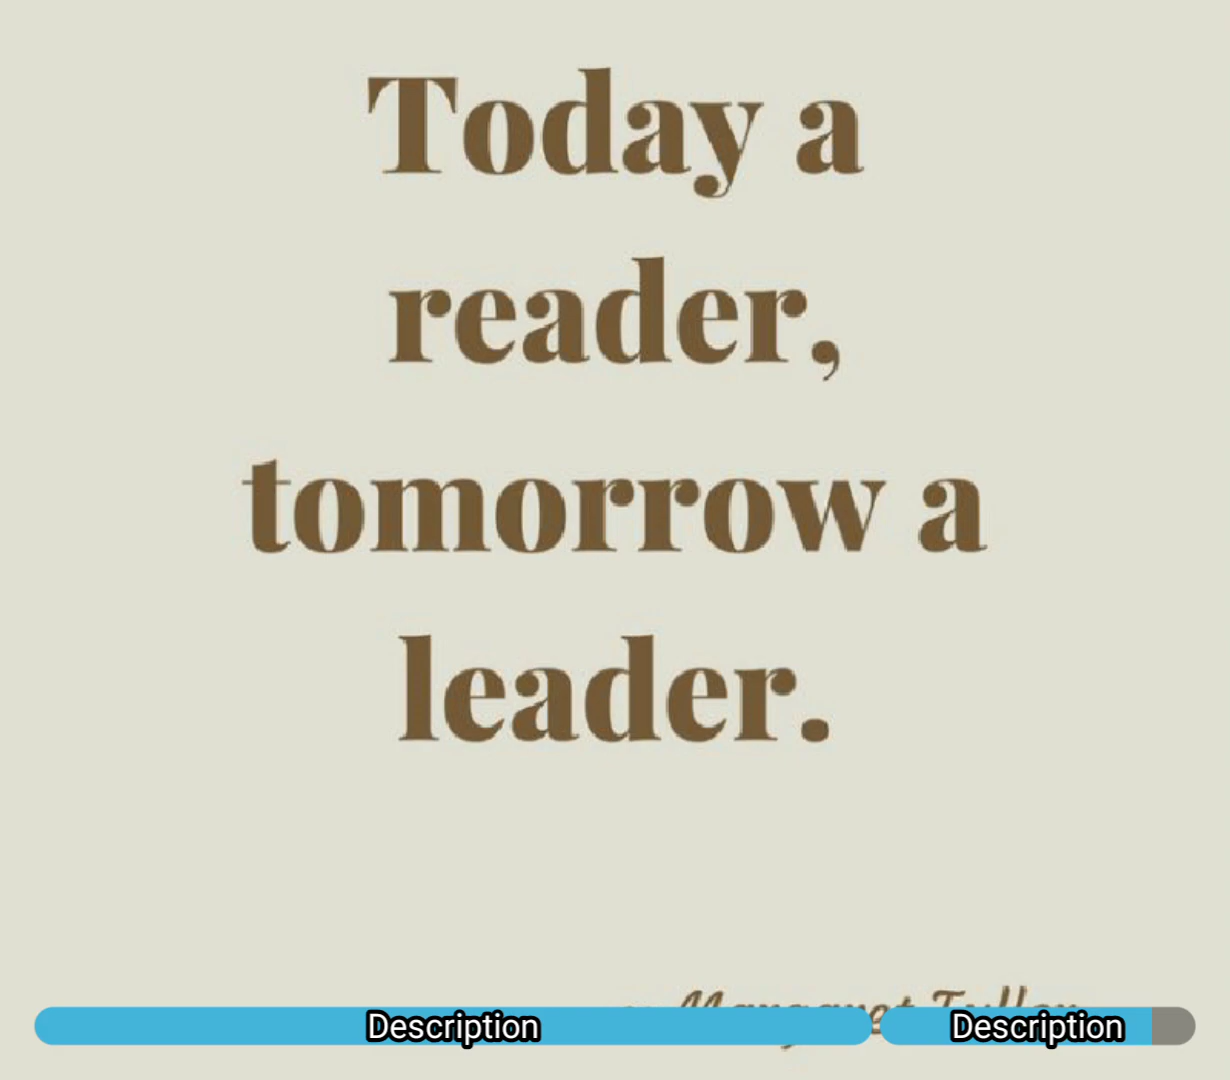 Today a
reader,
tomorrow a
leader.
Description Description